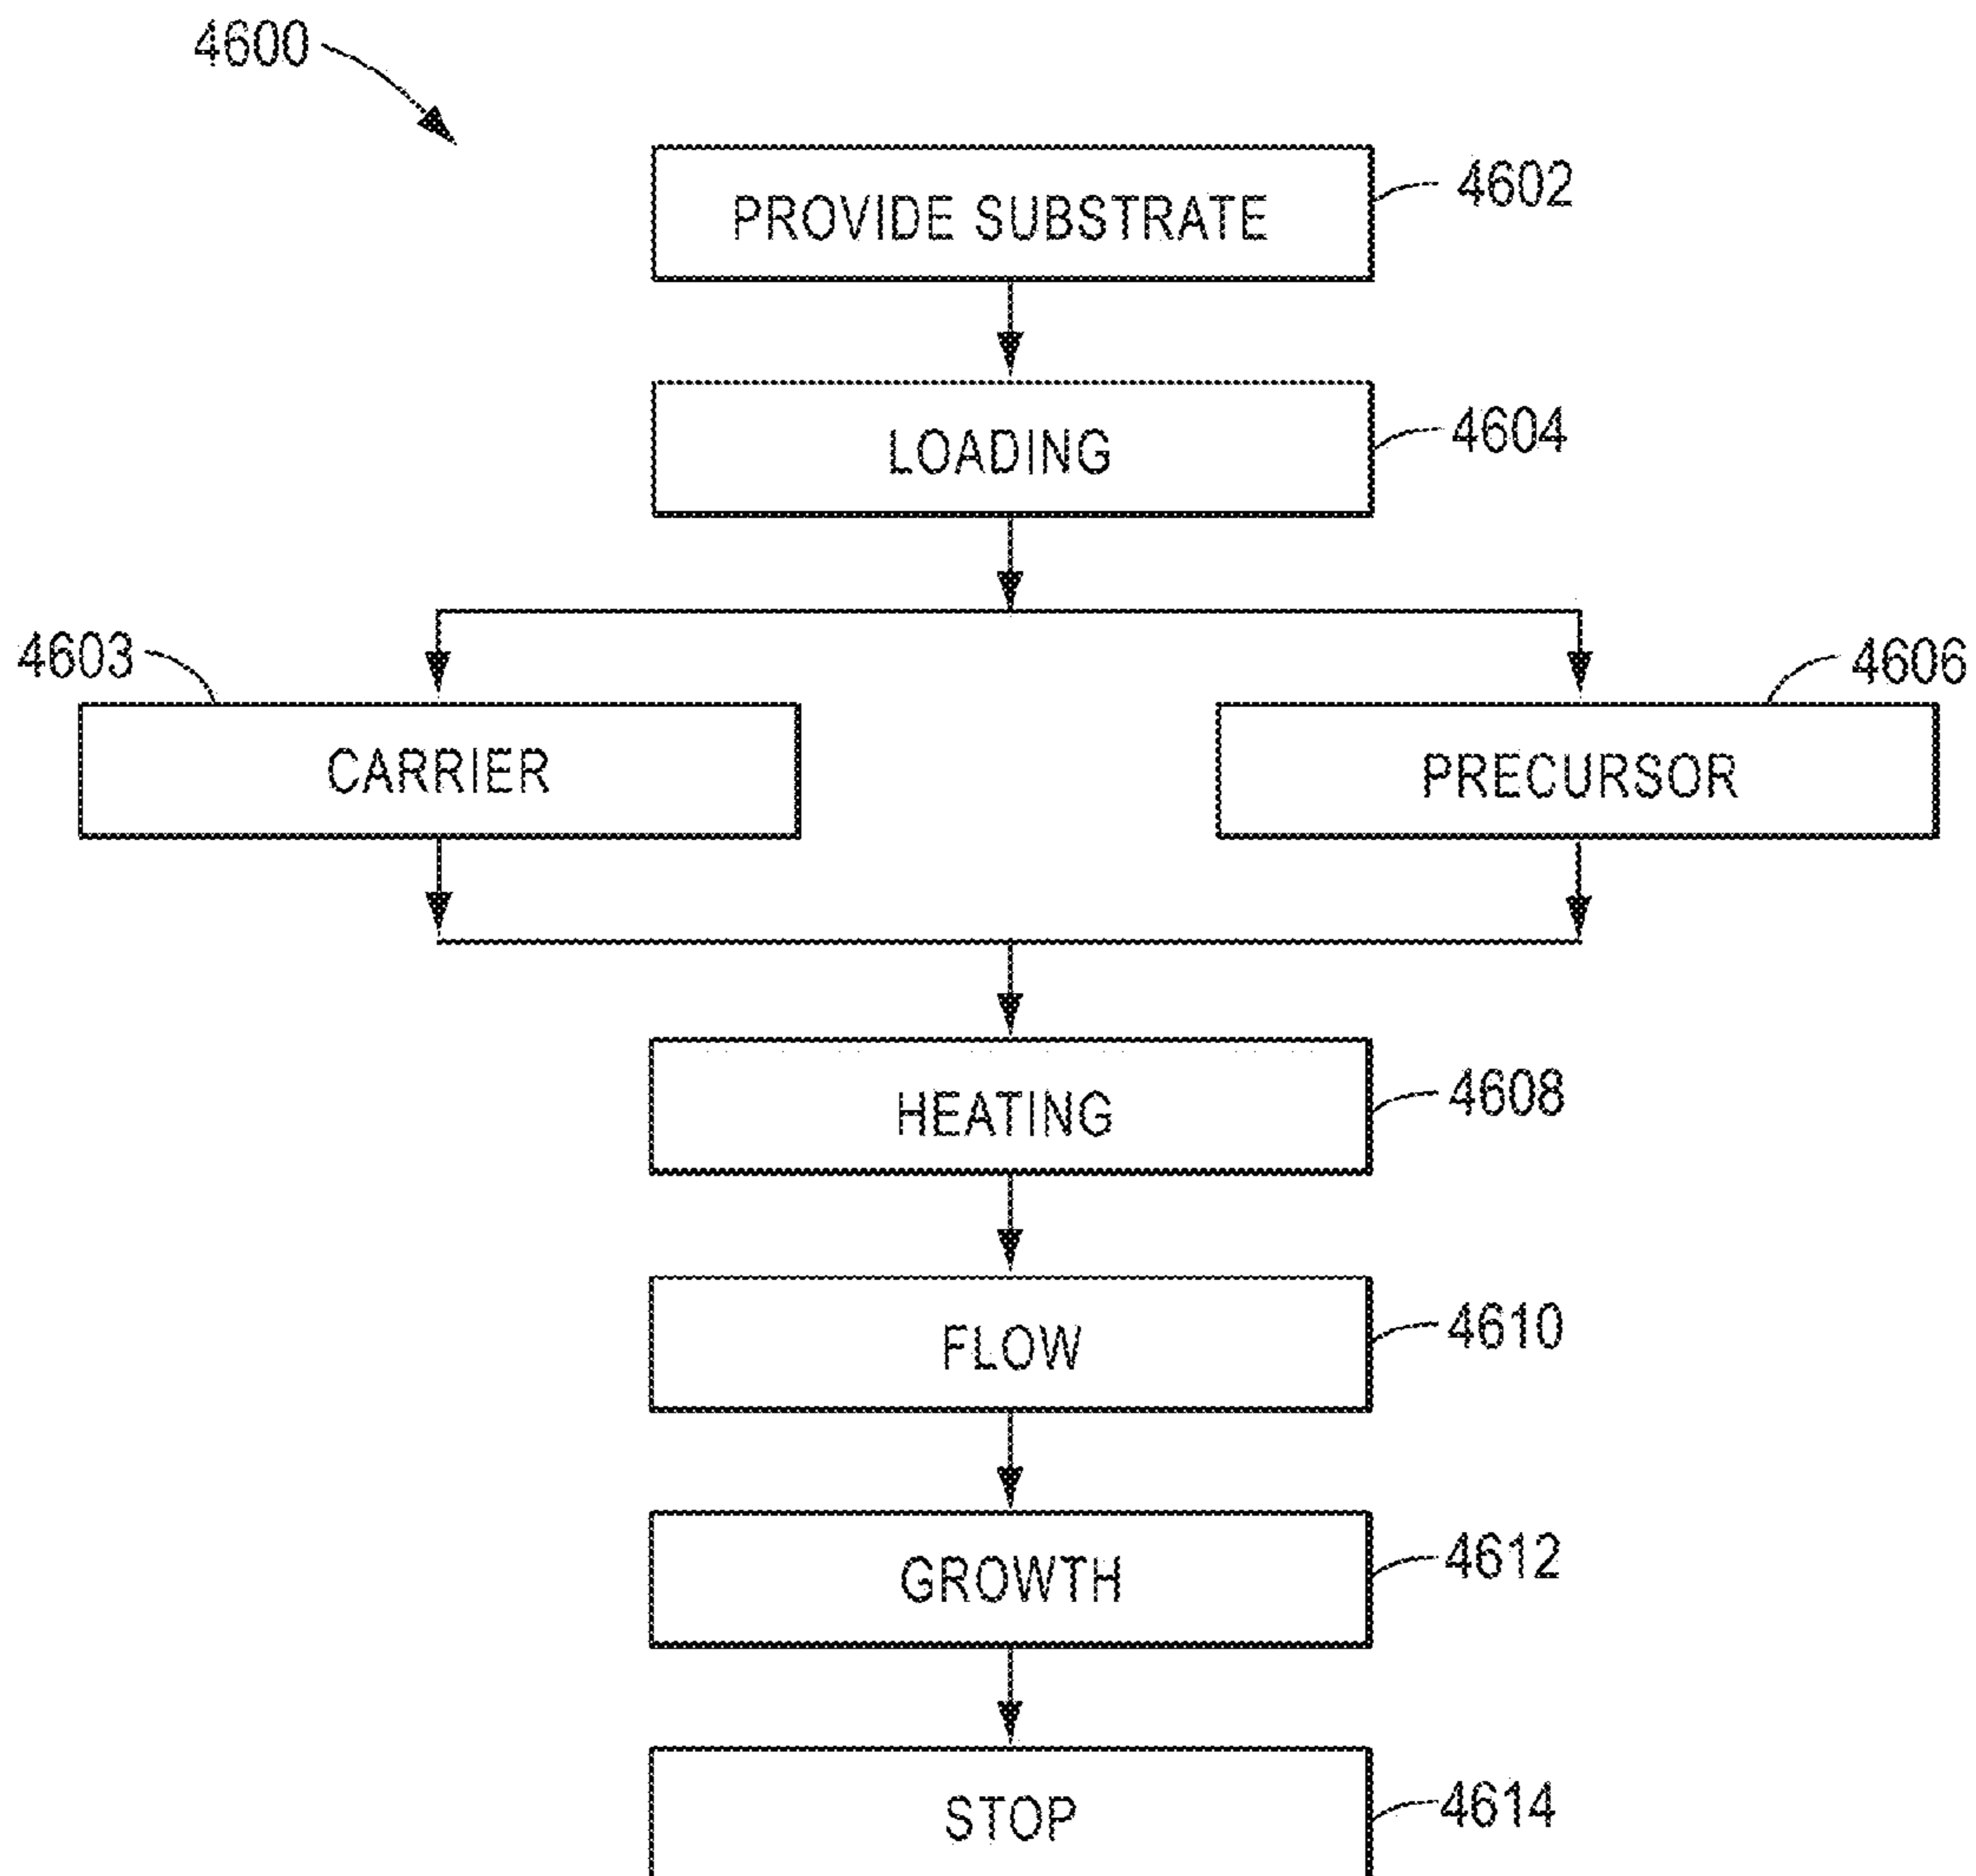 4600
PROVIDE SUBSTRATE
4602
LOADING
4604
4603
4606
CARRIER
PRECURSOR
HEATING
4608
FLOW
4610
GROWTH
4612
STOP
4614